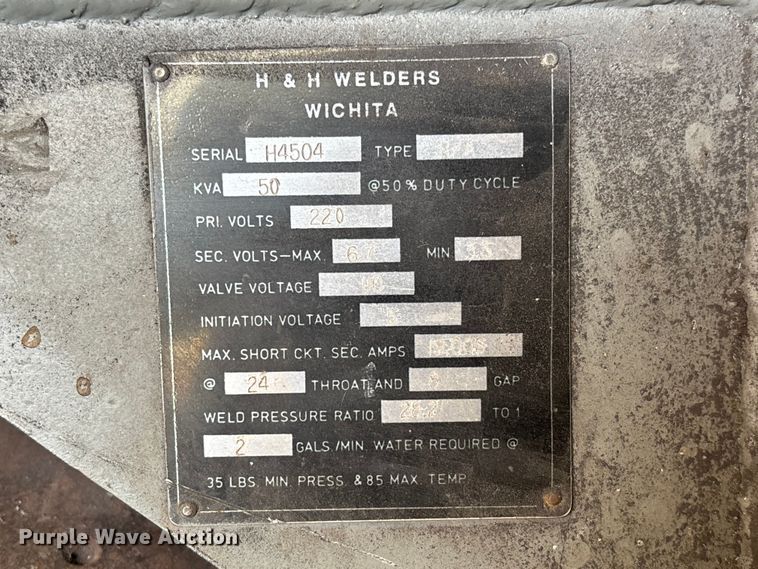 H & H WELDERS
WICHITA
SERIAL H4504 TYPE
KVA 50 @50% DUTY CYCLE
PRI. VOLTS 220
SEC. VOLTS-MAX. MIN.
VALVE VOLTAGE
INITIATION VOLTAGE
MAX. SHORT CKT. SEC. AMPS
@ 24 THROAT AND GAP
WELD PRESSURE RATIO TO 1
2 GALS./MIN. WATER REQUIRED @
35 LBS. MIN. PRESS. & 85 MAX. TEMP.
Purple Wave Auction